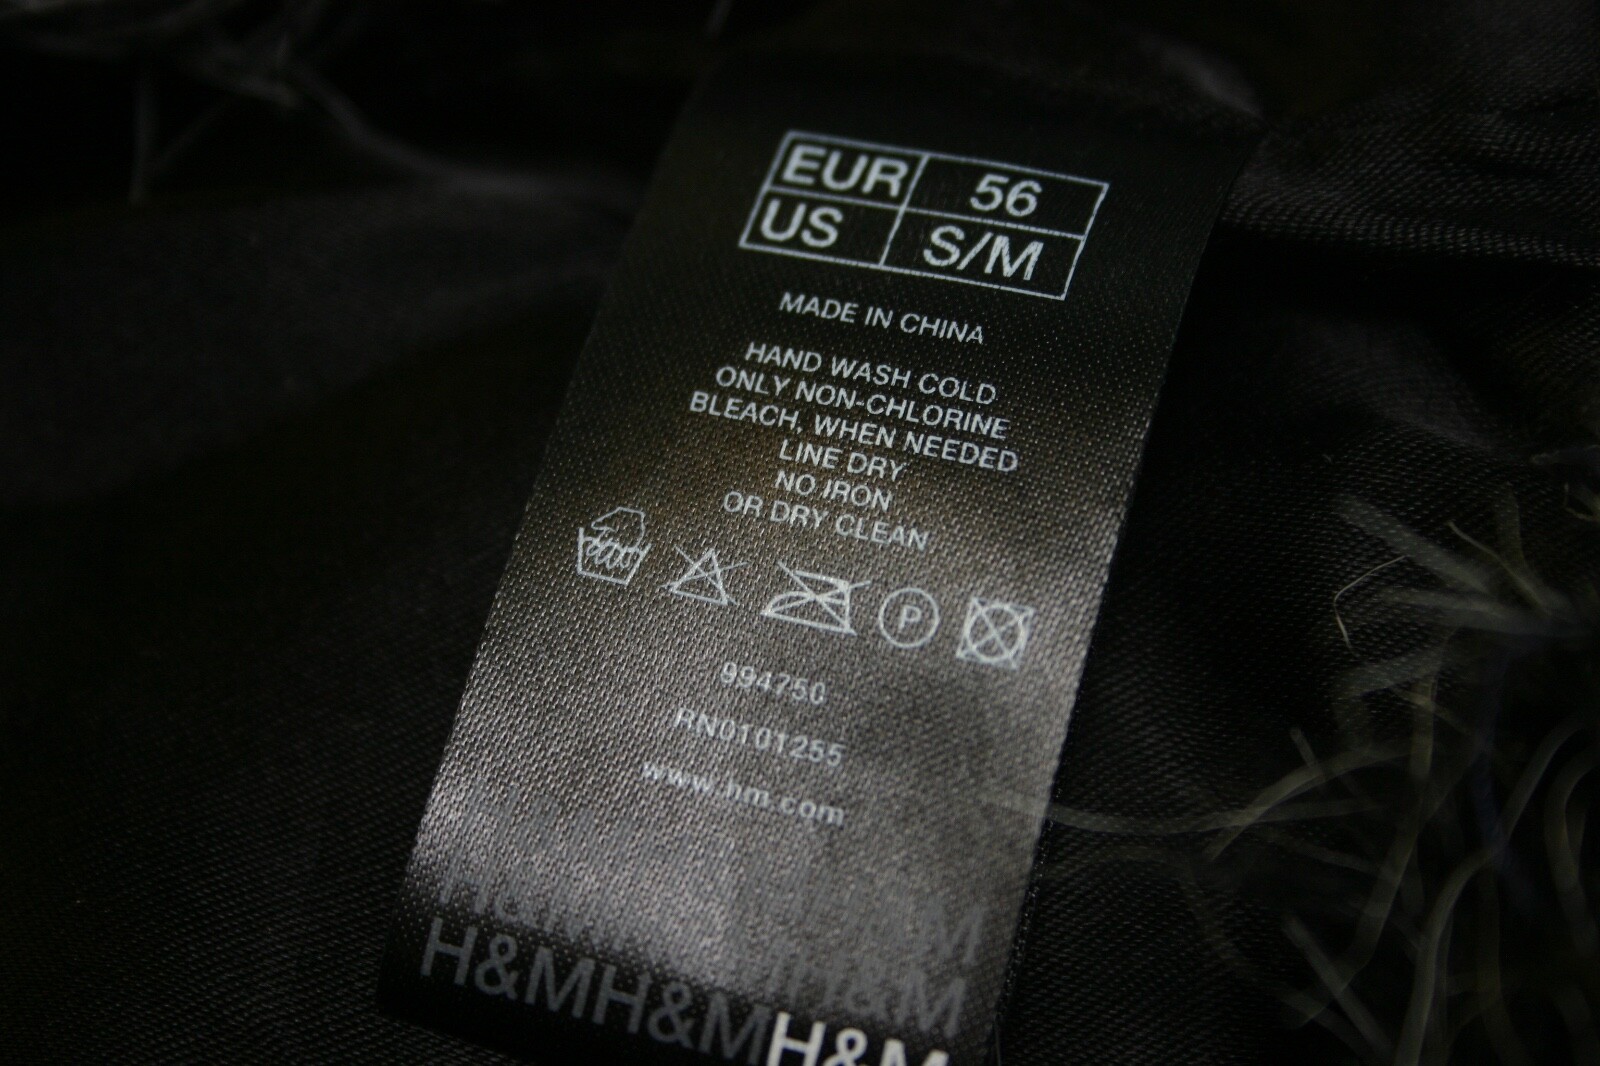 EUR 56
US S/M
MADE IN CHINA
HAND WASH COLD
ONLY NON-CHLORINE
BLEACH, WHEN NEEDED
LINE DRY
NO IRON
OR DRY CLEAN
P
994750
RN0101255
www.hm.com
H&M H&M
H&M
H&MH&MH&M